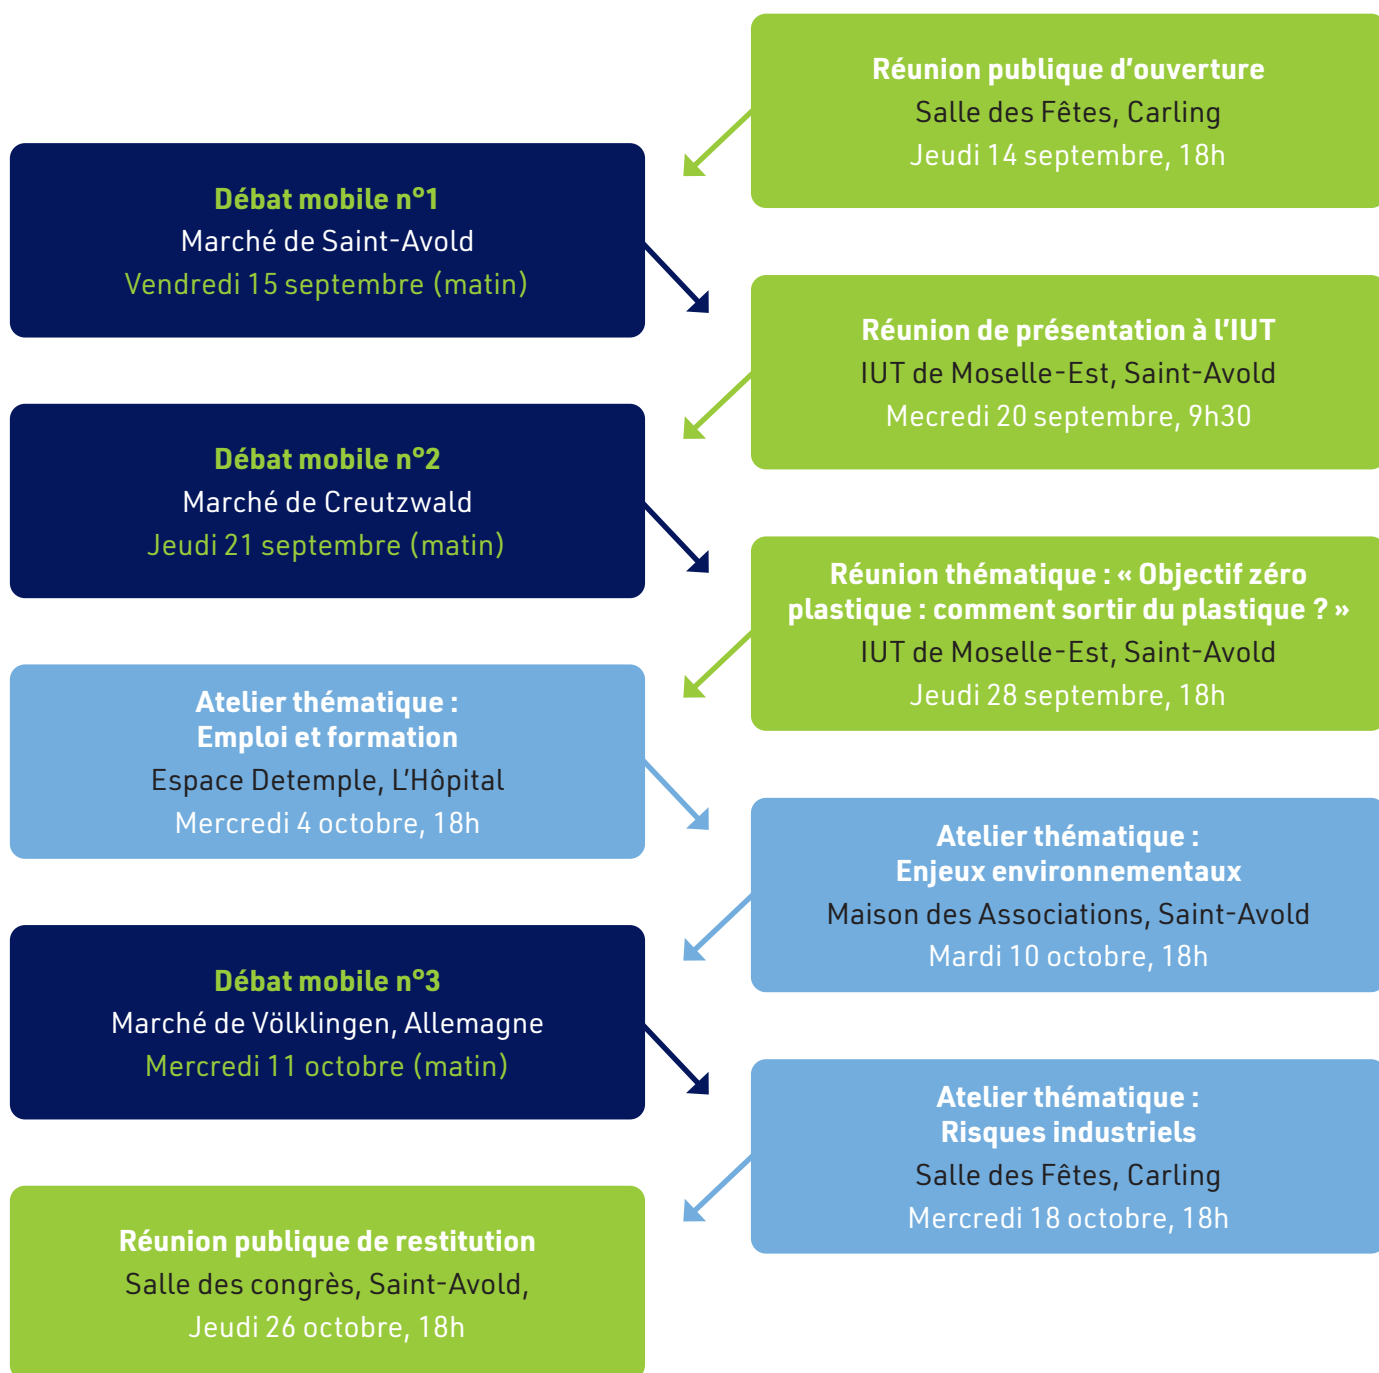 Réunion publique d'ouverture
Salle des Fêtes, Carling
Jeudi 14 septembre, 18h
Débat mobile n°1
Marché de Saint-Avold
Vendredi 15 septembre (matin)
Réunion de présentation à l'IUT
IUT de Moselle-Est, Saint-Avold
Mecredi 20 septembre, 9h30
Débat mobile n°2
Marché de Creutzwald
Jeudi 21 septembre (matin)
Réunion thématique : « Objectif zéro
plastique : comment sortir du plastique ? »
IUT de Moselle-Est, Saint-Avold
Jeudi 28 septembre, 18h
Atelier thématique :
Emploi et formation
Espace Detemple, L'Hôpital
Mercredi 4 octobre, 18h
Atelier thématique :
Enjeux environnementaux
Maison des Associations, Saint-Avold
Mardi 10 octobre, 18h
Débat mobile n°3
Marché de Völklingen, Allemagne
Mercredi 11 octobre (matin)
Atelier thématique :
Risques industriels
Salle des Fêtes, Carling
Mercredi 18 octobre, 18h
Réunion publique de restitution
Salle des congrès, Saint-Avold,
Jeudi 26 octobre, 18h